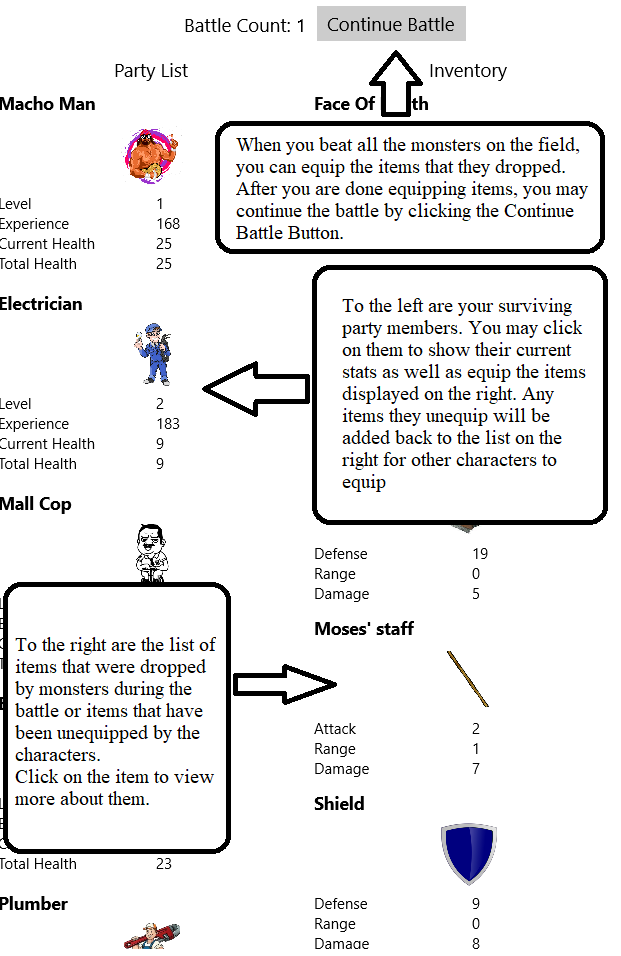 Battle Count: 1 Continue Battle
Party List Inventory
Macho Man
Face Of
th
When you beat all the monsters on the field,
you can equip the items that they dropped.
After you are done equipping items, you may
continue the battle by clicking the Continue
Battle Button.
Level 1
Experience 168
Current Health 25
Total Health 25
To the left are your surviving
party members. You may click
on them to show their current
stats as well as equip the items
displayed on the right. Any
items they unequip will be
added back to the list on the
right for other characters to
equip
Electrician
Level 2
Experience 183
Current Health 9
Total Health 9
Mall Cop
Defense 19
Range 0
Damage 5
To the right are the list of
items that were dropped
by monsters during the
battle or items that have
been unequipped by the
characters.
Click on the item to view
more about them.
Moses' staff
Attack 2
Range 1
Damage 7
Shield
Total Health 23
Plumber
Defense 9
Range 0
Damage 8